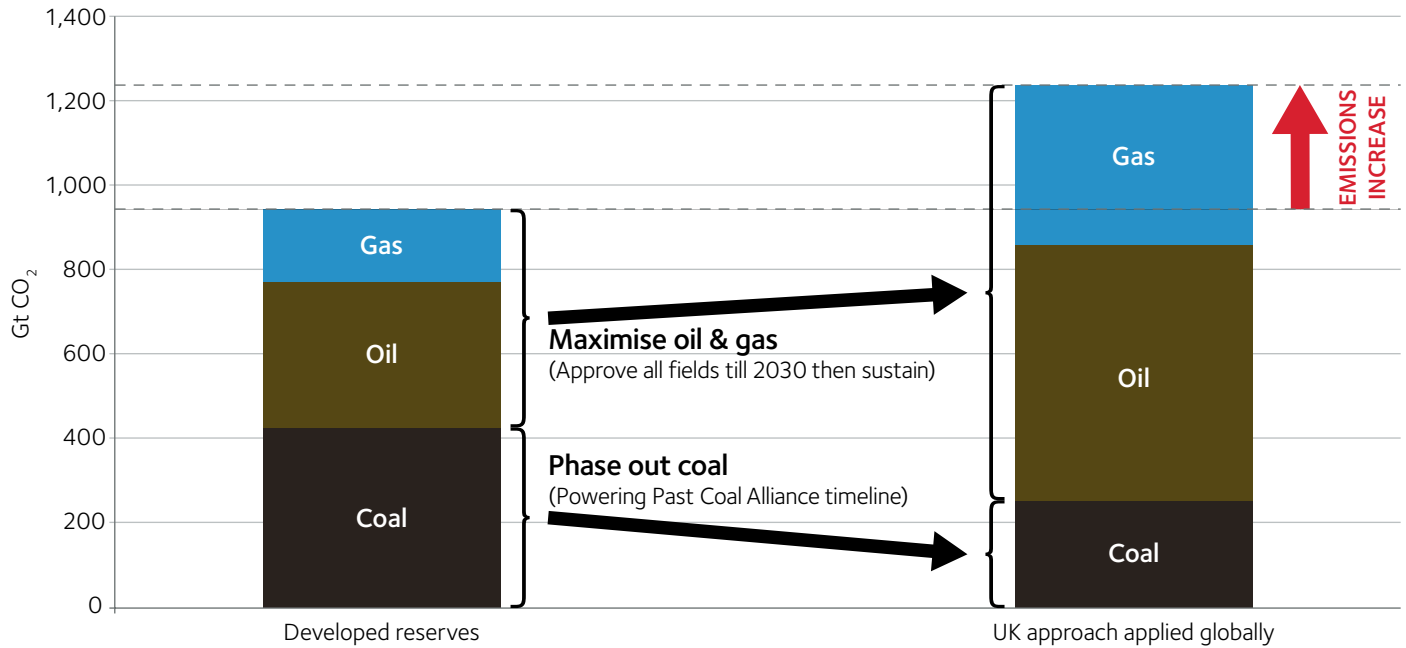 1,400
1,200
1,000
800
600
400
200
0
Gt CO₂
Gas
Oil
Coal
Maximise oil & gas
(Approve all fields till 2030 then sustain)
Phase out coal
(Powering Past Coal Alliance timeline)
Gas
Oil
Coal
EMISSIONS
INCREASE
Developed reserves
UK approach applied globally